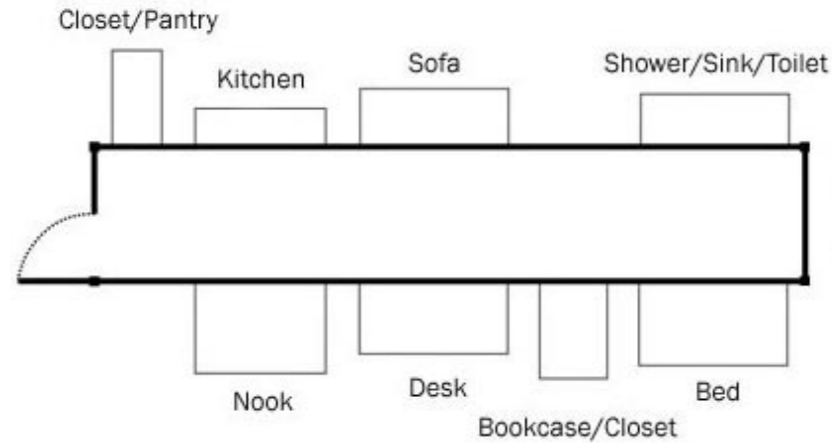 Closet/Pantry
Kitchen
Sofa
Shower/Sink/Toilet
Nook
Desk
Bookcase/Closet
Bed